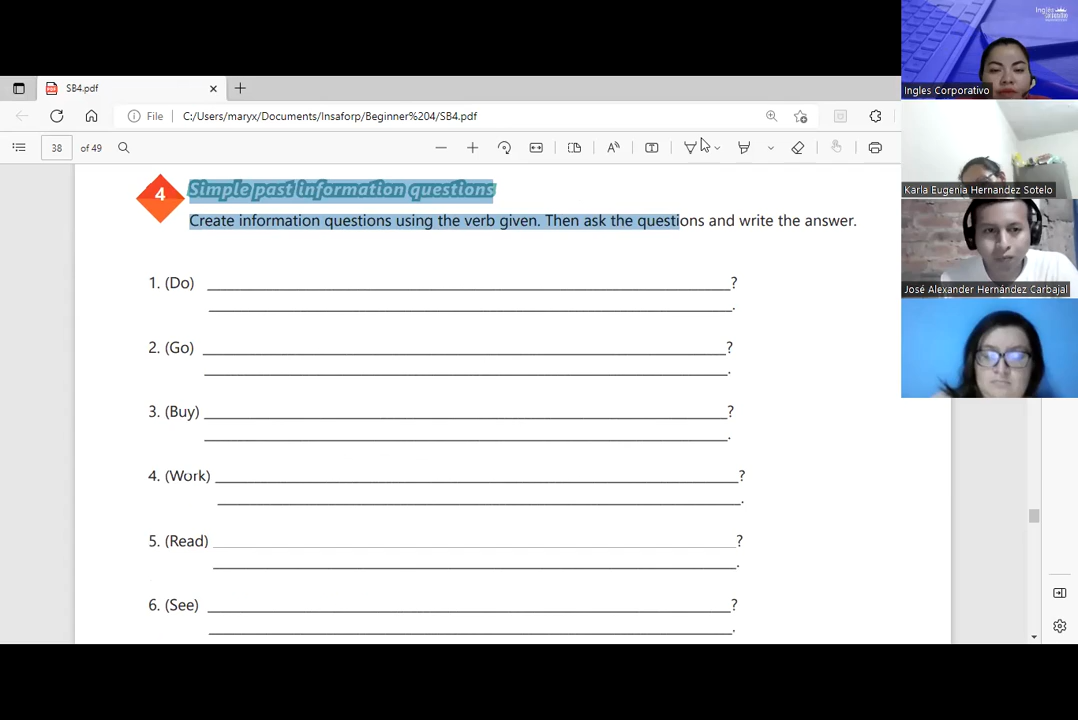 SB4.pdf
File
C:/Users/maryx/Documents/Insaforp/Beginner%204/SB4.pdf
38
of 49
4
Simple past information questions
Create information questions using the verb given. Then ask the questions and write the answer.
1. (Do) ?
.
2. (Go) ?
.
3. (Buy) ?
.
4. (Work) ?
.
5. (Read) ?
.
6. (See) ?
.
Inglés
Ingles Corporativo
Karla Eugenia Hernandez Sotelo
José Alexander Hernández Carbajal